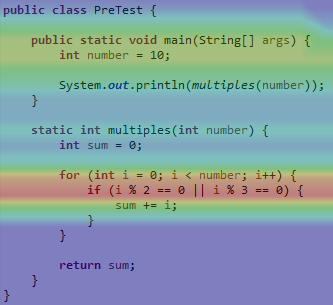 public class PreTest {
public static void main(String[] args) {
int number = 10;
System.out.println(multiples(number));
}
static int multiples(int number) {
int sum = 0;
for (int i = 0; i < number; i++) {
if (i % 2 == 0 || i % 3 == 0) {
sum += i;
}
}
return sum;
}
}